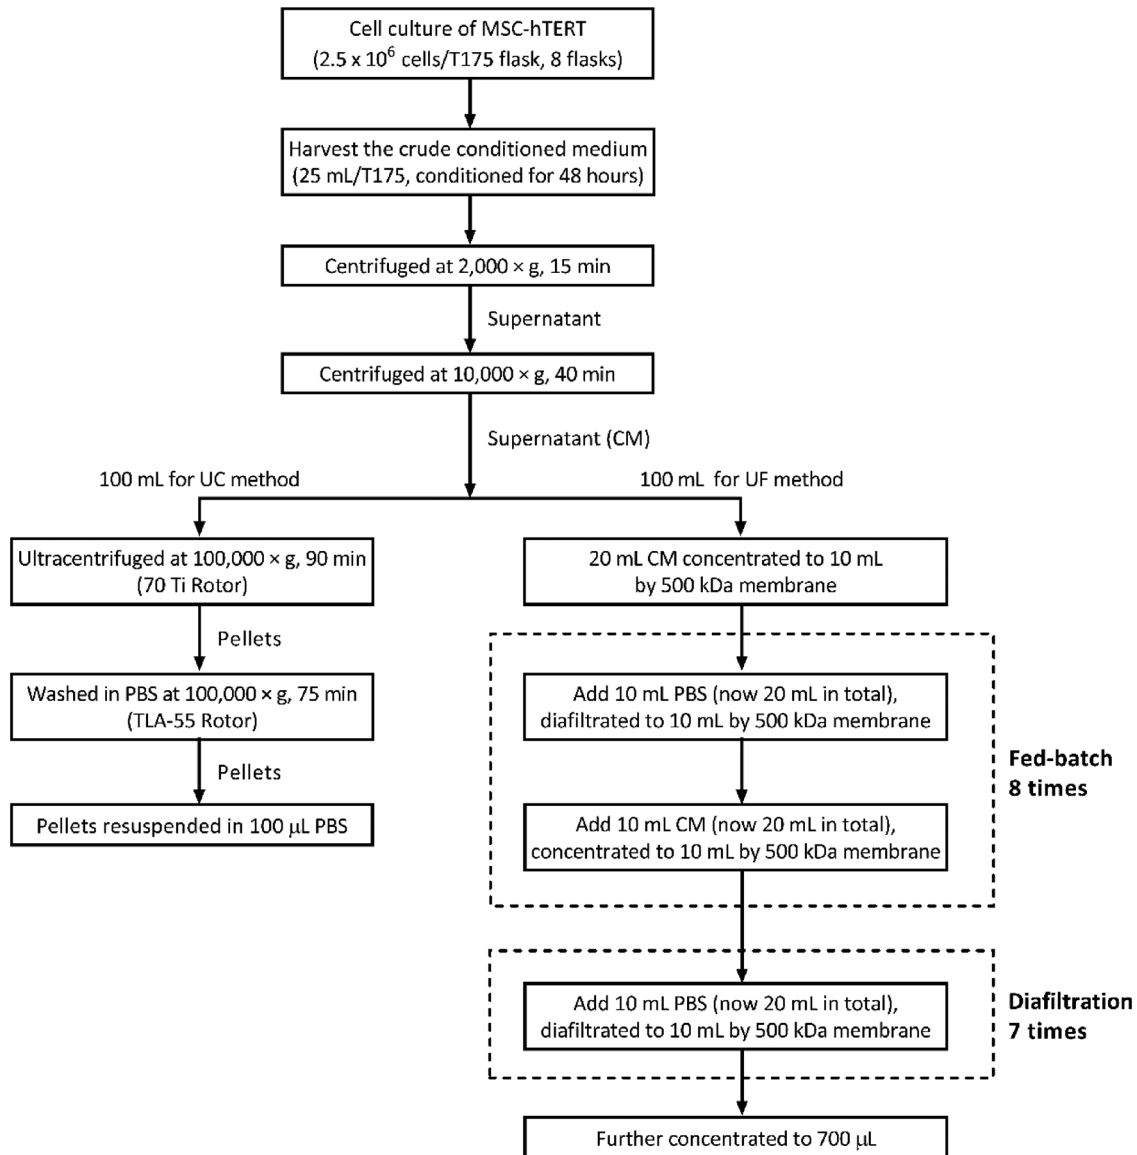 Cell culture of MSC-hTERT
(2.5 x 10⁶ cells/T175 flask, 8 flasks)
Harvest the crude conditioned medium
(25 mL/T175, conditioned for 48 hours)
Centrifuged at 2,000 × g, 15 min
Supernatant
Centrifuged at 10,000 × g, 40 min
Supernatant (CM)
100 mL for UC method
100 mL for UF method
Ultracentrifuged at 100,000 × g, 90 min
(70 Ti Rotor)
Pellets
Washed in PBS at 100,000 × g, 75 min
(TLA-55 Rotor)
Pellets
Pellets resuspended in 100 μL PBS
20 mL CM concentrated to 10 mL
by 500 kDa membrane
Add 10 mL PBS (now 20 mL in total),
diafiltrated to 10 mL by 500 kDa membrane
Add 10 mL CM (now 20 mL in total),
concentrated to 10 mL by 500 kDa membrane
Fed-batch
8 times
Add 10 mL PBS (now 20 mL in total),
diafiltrated to 10 mL by 500 kDa membrane
Diafiltration
7 times
Further concentrated to 700 μL